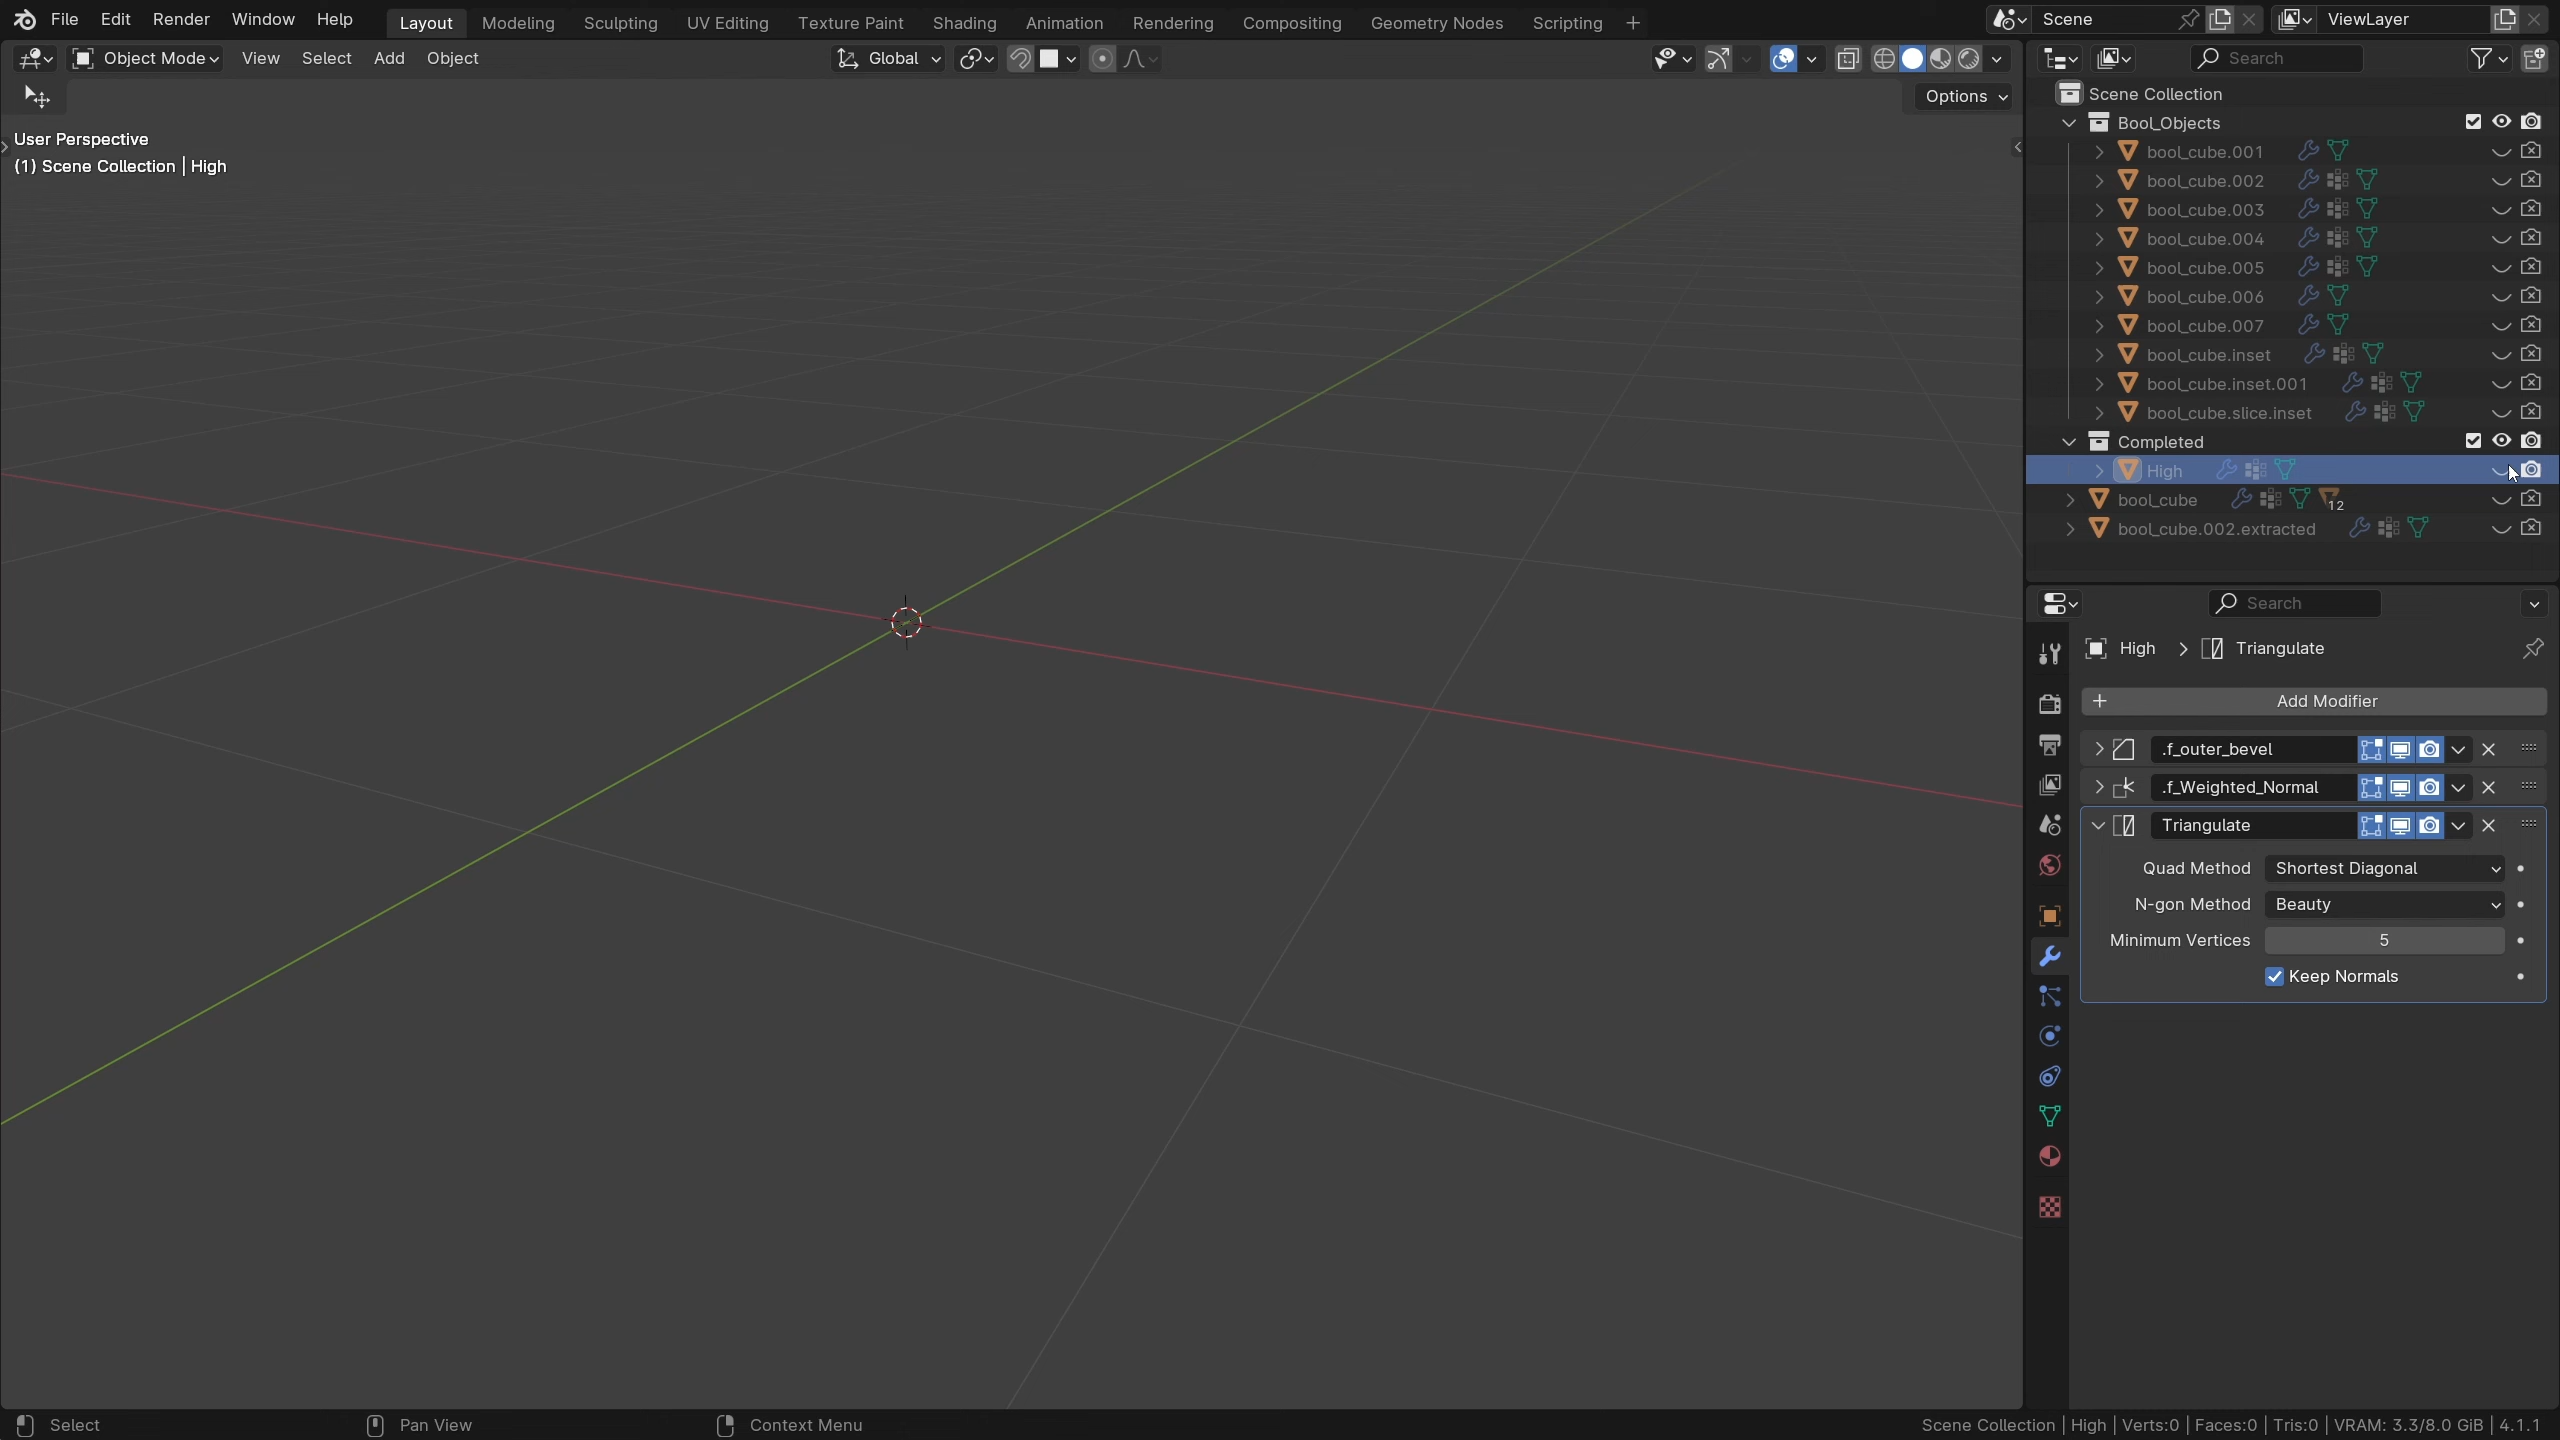 File Edit Render Window Help Layout Modeling Sculpting UV Editing Texture Paint Shading Animation Rendering Compositing Geometry Nodes Scripting + Scene ViewLayer
Object Mode View Select Add Object Global Search
Options
User Perspective
(1) Scene Collection | High
Scene Collection
Bool_Objects
bool_cube.001
bool_cube.002
bool_cube.003
bool_cube.004
bool_cube.005
bool_cube.006
bool_cube.007
bool_cube.inset
bool_cube.inset.001
bool_cube.slice.inset
Completed
High
bool_cube 12
bool_cube.002.extracted
Search
High > Triangulate
+ Add Modifier
.f_outer_bevel
.f_Weighted_Normal
Triangulate
Quad Method Shortest Diagonal
N-gon Method Beauty
Minimum Vertices 5
Keep Normals
Select Pan View Context Menu Scene Collection | High | Verts:0 | Faces:0 | Tris:0 | VRAM: 3.3/8.0 GiB | 4.1.1